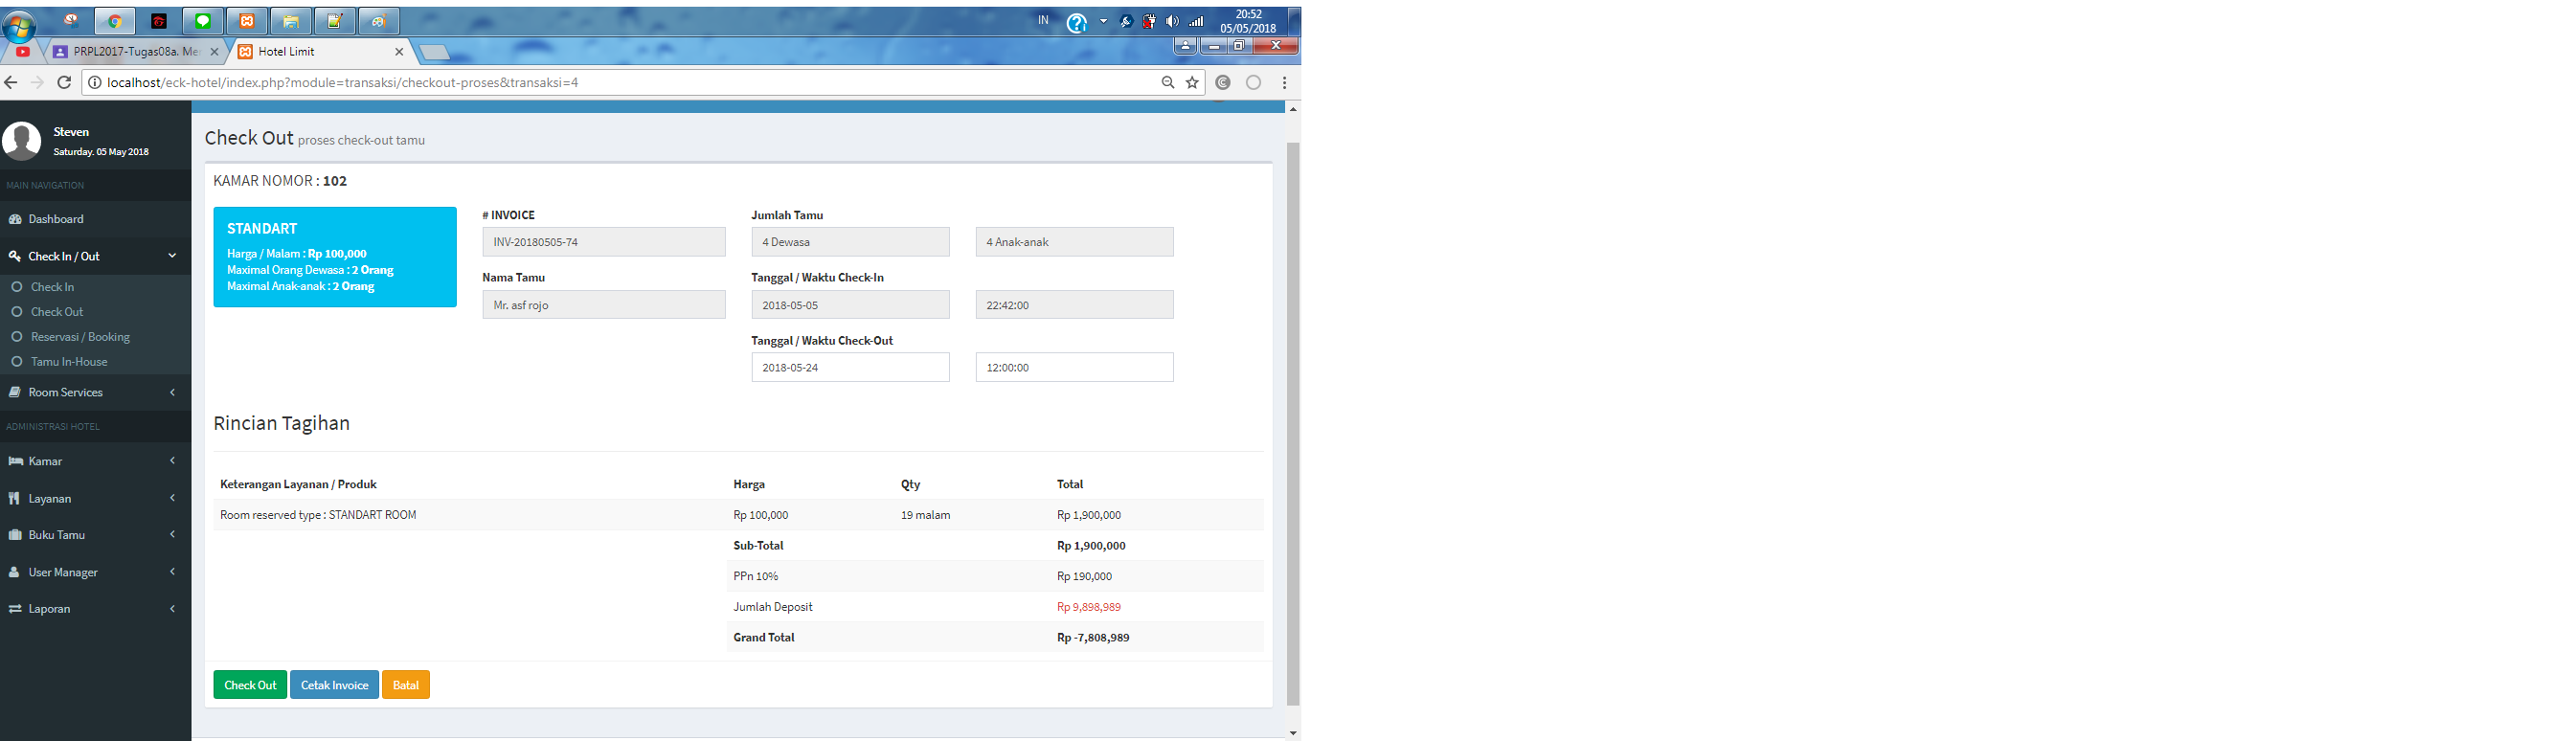 IN
20:52
05/05/2018
PRPL2017-Tugas08a. Me
Hotel Limit
localhost/eck-hotel/index.php?module=transaksi/checkout-proses&transaksi=4
Steven
Saturday, 05 May 2018
MAIN NAVIGATION
Dashboard
Check In / Out
Check In
Check Out
Reservasi / Booking
Tamu In-House
Room Services
ADMINISTRASI HOTEL
Kamar
Layanan
Buku Tamu
User Manager
Laporan
Check Out proses check-out tamu
KAMAR NOMOR : 102
STANDART
Harga / Malam : Rp 100,000
Maximal Orang Dewasa : 2 Orang
Maximal Anak-anak : 2 Orang
# INVOICE
INV-20180505-74
Nama Tamu
Mr. asf rojo
Jumlah Tamu
4 Dewasa 4 Anak-anak
Tanggal / Waktu Check-In
2018-05-05 22:42:00
Tanggal / Waktu Check-Out
2018-05-24 12:00:00
Rincian Tagihan
Keterangan Layanan / Produk Harga Qty Total
Room reserved type : STANDART ROOM Rp 100,000 19 malam Rp 1,900,000
Sub-Total Rp 1,900,000
PPn 10% Rp 190,000
Jumlah Deposit Rp 9,898,989
Grand Total Rp -7,808,989
Check Out Cetak Invoice Batal